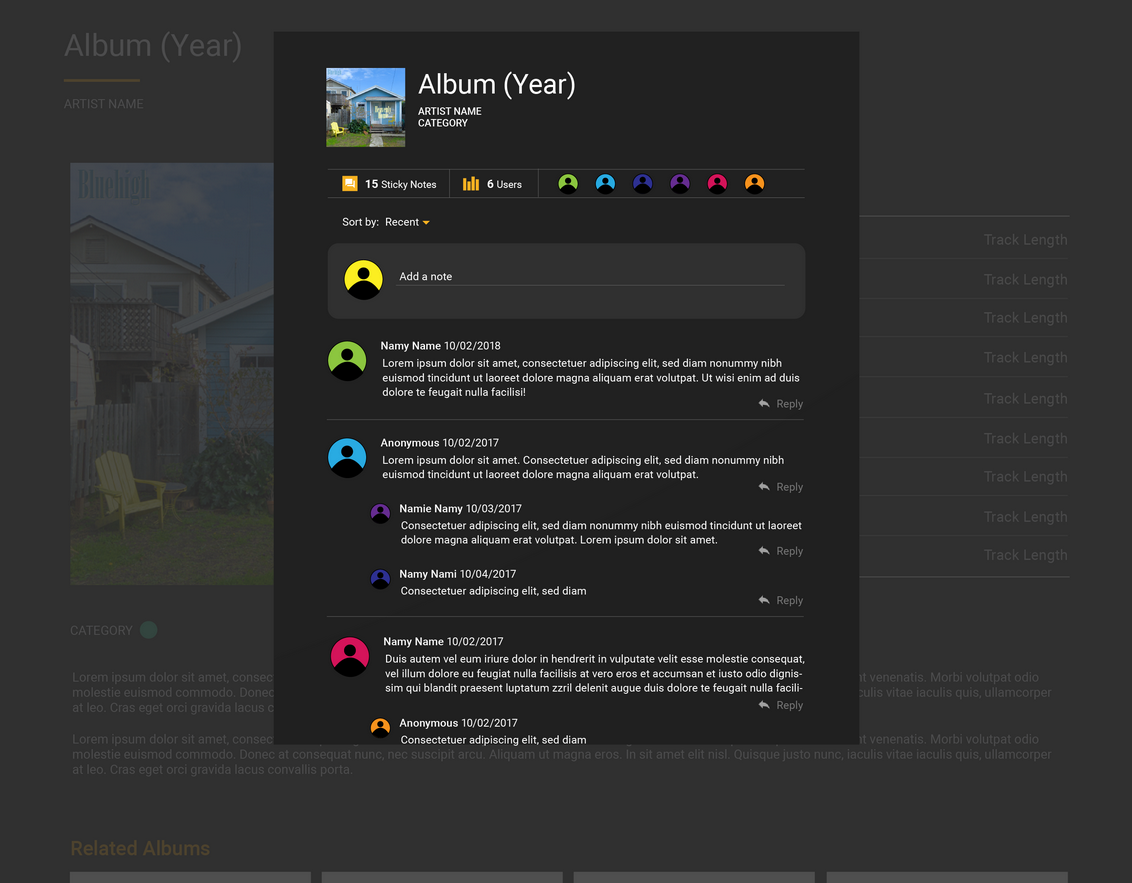 Album (Year)
ARTIST NAME
Bluehigh
Album (Year)
ARTIST NAME
CATEGORY
15 Sticky Notes
6 Users
Sort by: Recent
Add a note
Namy Name 10/02/2018
Lorem ipsum dolor sit amet, consectetuer adipiscing elit, sed diam nonummy nibh
euismod tincidunt ut laoreet dolore magna aliquam erat volutpat. Ut wisi enim ad duis
dolore te feugait nulla facilisi!
Reply
Anonymous 10/02/2017
Lorem ipsum dolor sit amet. Consectetuer adipiscing elit, sed diam nonummy nibh
euismod tincidunt ut laoreet dolore magna aliquam erat volutpat.
Reply
Namie Namy 10/03/2017
Consectetuer adipiscing elit, sed diam nonummy nibh euismod tincidunt ut laoreet
dolore magna aliquam erat volutpat. Lorem ipsum dolor sit amet.
Reply
Namy Nami 10/04/2017
Consectetuer adipiscing elit, sed diam
Reply
Namy Name 10/02/2017
Duis autem vel eum iriure dolor in hendrerit in vulputate velit esse molestie consequat,
vel illum dolore eu feugiat nulla facilisis at vero eros et accumsan et iusto odio dignis-
sim qui blandit praesent luptatum zzril delenit augue duis dolore te feugait nulla facili-
Reply
Anonymous 10/02/2017
Consectetuer adipiscing elit, sed diam
Track Length
Track Length
Track Length
Track Length
Track Length
Track Length
Track Length
Track Length
Track Length
CATEGORY
Lorem ipsum dolor sit amet, consec
nt venenatis. Morbi volutpat odio
molestie euismod commodo. Donec
iaculis vitae iaculis quis, ullamcorper
at leo. Cras eget orci gravida lacus c
Lorem ipsum dolor sit amet, consec
nt venenatis. Morbi volutpat odio
molestie euismod commodo. Donec at consequat nunc, nec suscipit arcu. Aliquam ut magna eros. In sit amet elit nisl. Quisque justo nunc, iaculis vitae iaculis quis, ullamcorper
at leo. Cras eget orci gravida lacus convallis porta.
Related Albums